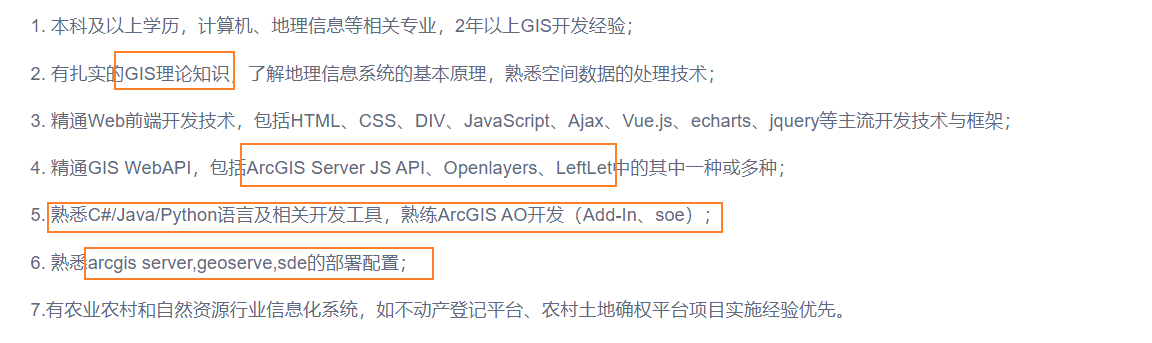 1. 本科及以上学历，计算机、地理信息等相关专业，2年以上GIS开发经验；
2. 有扎实的GIS理论知识，了解地理信息系统的基本原理，熟悉空间数据的处理技术；
3. 精通Web前端开发技术，包括HTML、CSS、DIV、JavaScript、Ajax、Vue.js、echarts、jquery等主流开发技术与框架；
4. 精通GIS WebAPI，包括ArcGIS Server JS API、Openlayers、LeftLet中的其中一种或多种；
5. 熟悉C#/Java/Python语言及相关开发工具，熟练ArcGIS AO开发（Add-In、soe）；
6. 熟悉arcgis server,geoserve,sde的部署配置；
7.有农业农村和自然资源行业信息化系统，如不动产登记平台、农村土地确权平台项目实施经验优先。